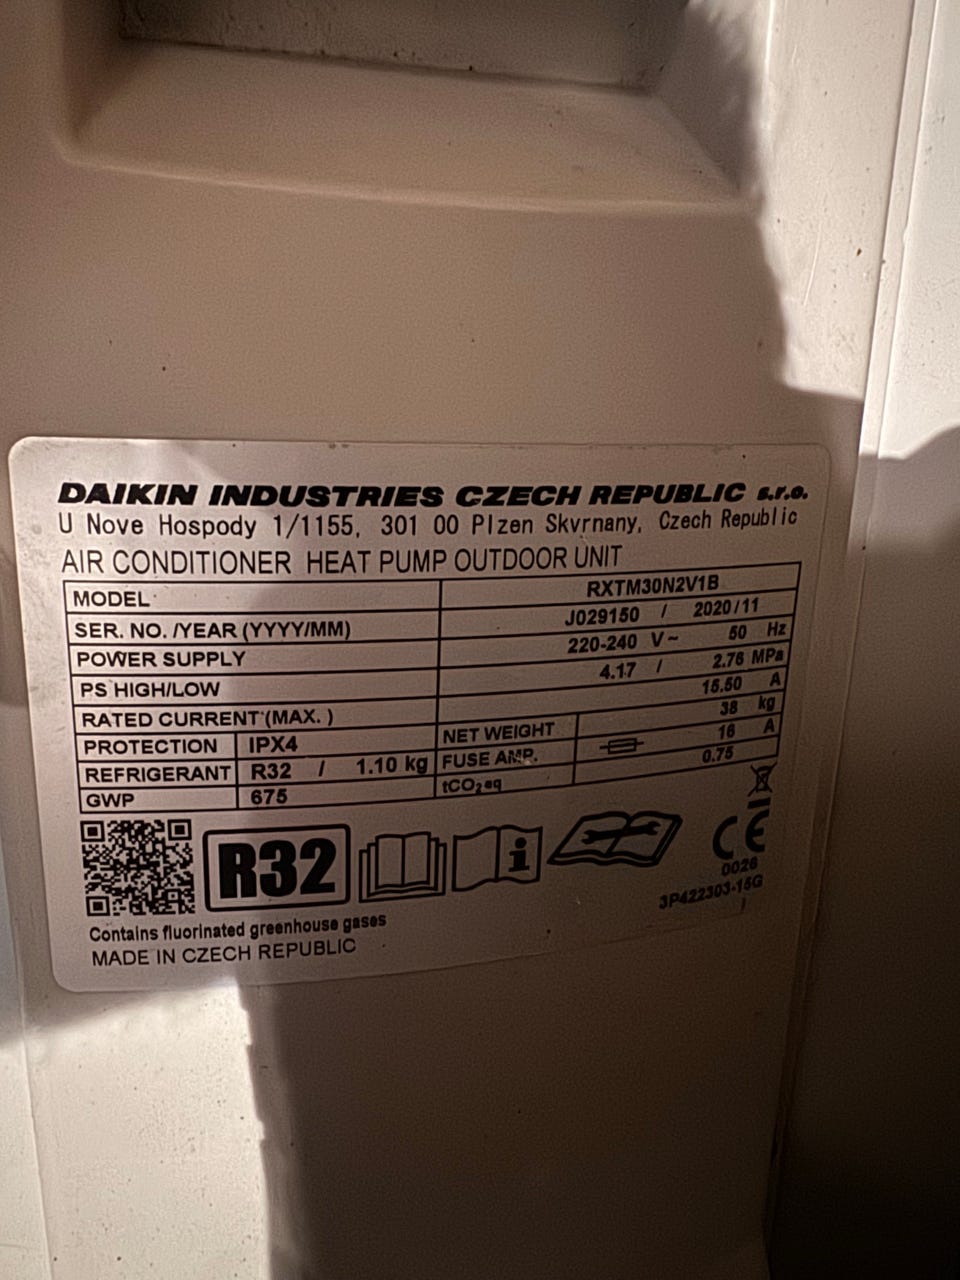 DAIKIN INDUSTRIES CZECH REPUBLIC s.r.o.
U Nove Hospody 1/1155, 301 00 Plzen Skvrnany, Czech Republic
AIR CONDITIONER HEAT PUMP OUTDOOR UNIT
MODEL RXTM30N2V1B
SER. NO. /YEAR (YYYY/MM) J029150 / 2020/11
POWER SUPPLY 220-240 V~ 50 Hz
PS HIGH/LOW 4.17 / 2.76 MPa
RATED CURRENT (MAX. ) 15.50 A
PROTECTION IPX4 NET WEIGHT 38 kg
REFRIGERANT R32 / 1.10 kg FUSE AMP. 16 A
GWP 675 tCO₂eq 0.75
R32
i
CE
0026
3P422303-15G
Contains fluorinated greenhouse gases
MADE IN CZECH REPUBLIC